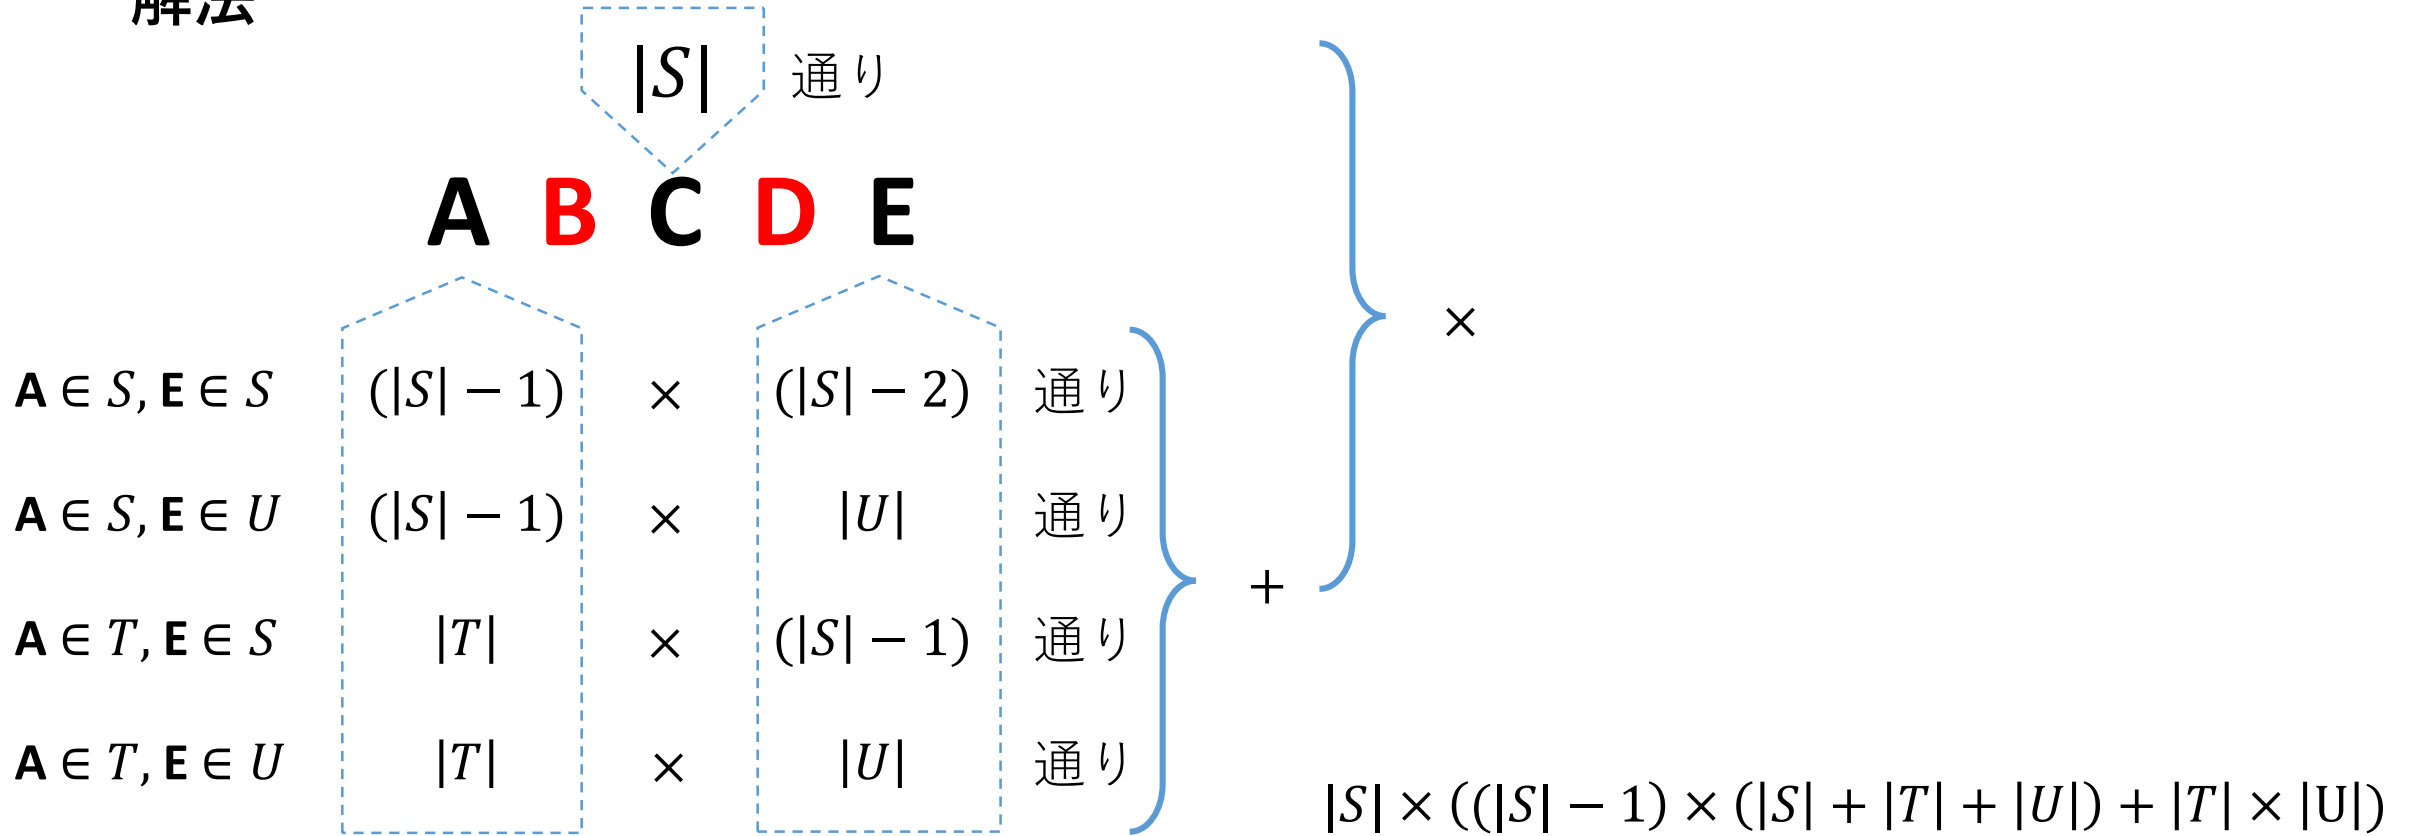 解法
|S| 通り
A B C D E
×
A ∈ S, E ∈ S (|S| − 1) × (|S| − 2) 通り
A ∈ S, E ∈ U (|S| − 1) × |U| 通り
+
A ∈ T, E ∈ S |T| × (|S| − 1) 通り
A ∈ T, E ∈ U |T| × |U| 通り
|S| × ((|S| − 1) × (|S| + |T| + |U|) + |T| × |U|)